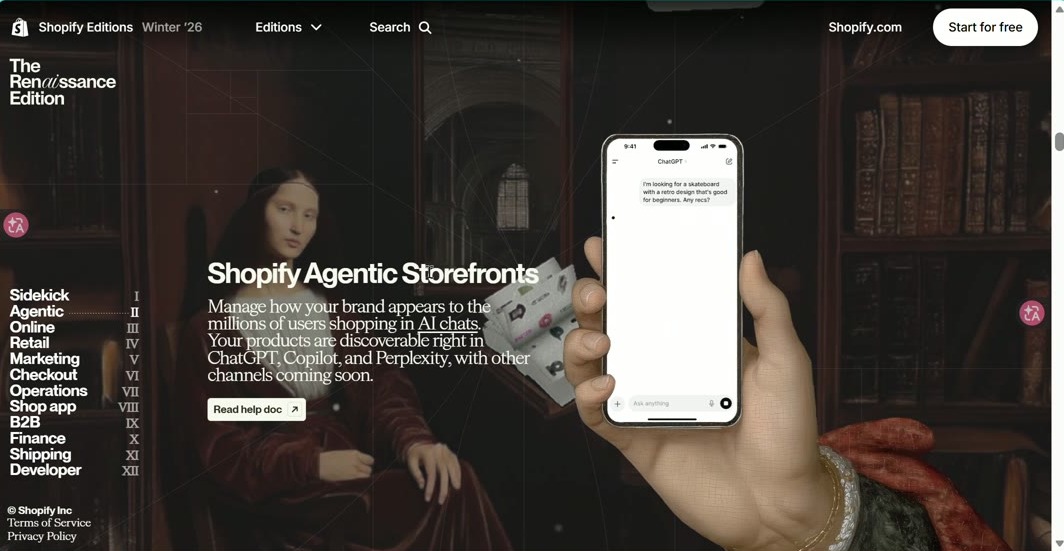 Shopify Editions Winter '26
Editions
Search
Shopify.com
Start for free
The
Renaissance
Edition
9:41
ChatGPT
I'm looking for a skateboard
with a retro design that's good
for beginners. Any recs?
Shopify Agentic Storefronts
Manage how your brand appears to the
millions of users shopping in AI chats.
Your products are discoverable right in
ChatGPT, Copilot, and Perplexity, with other
channels coming soon.
Read help doc
Ask anything
Sidekick I
Agentic II
Online III
Retail IV
Marketing V
Checkout VI
Operations VII
Shop app VIII
B2B IX
Finance X
Shipping XI
Developer XII
© Shopify Inc
Terms of Service
Privacy Policy